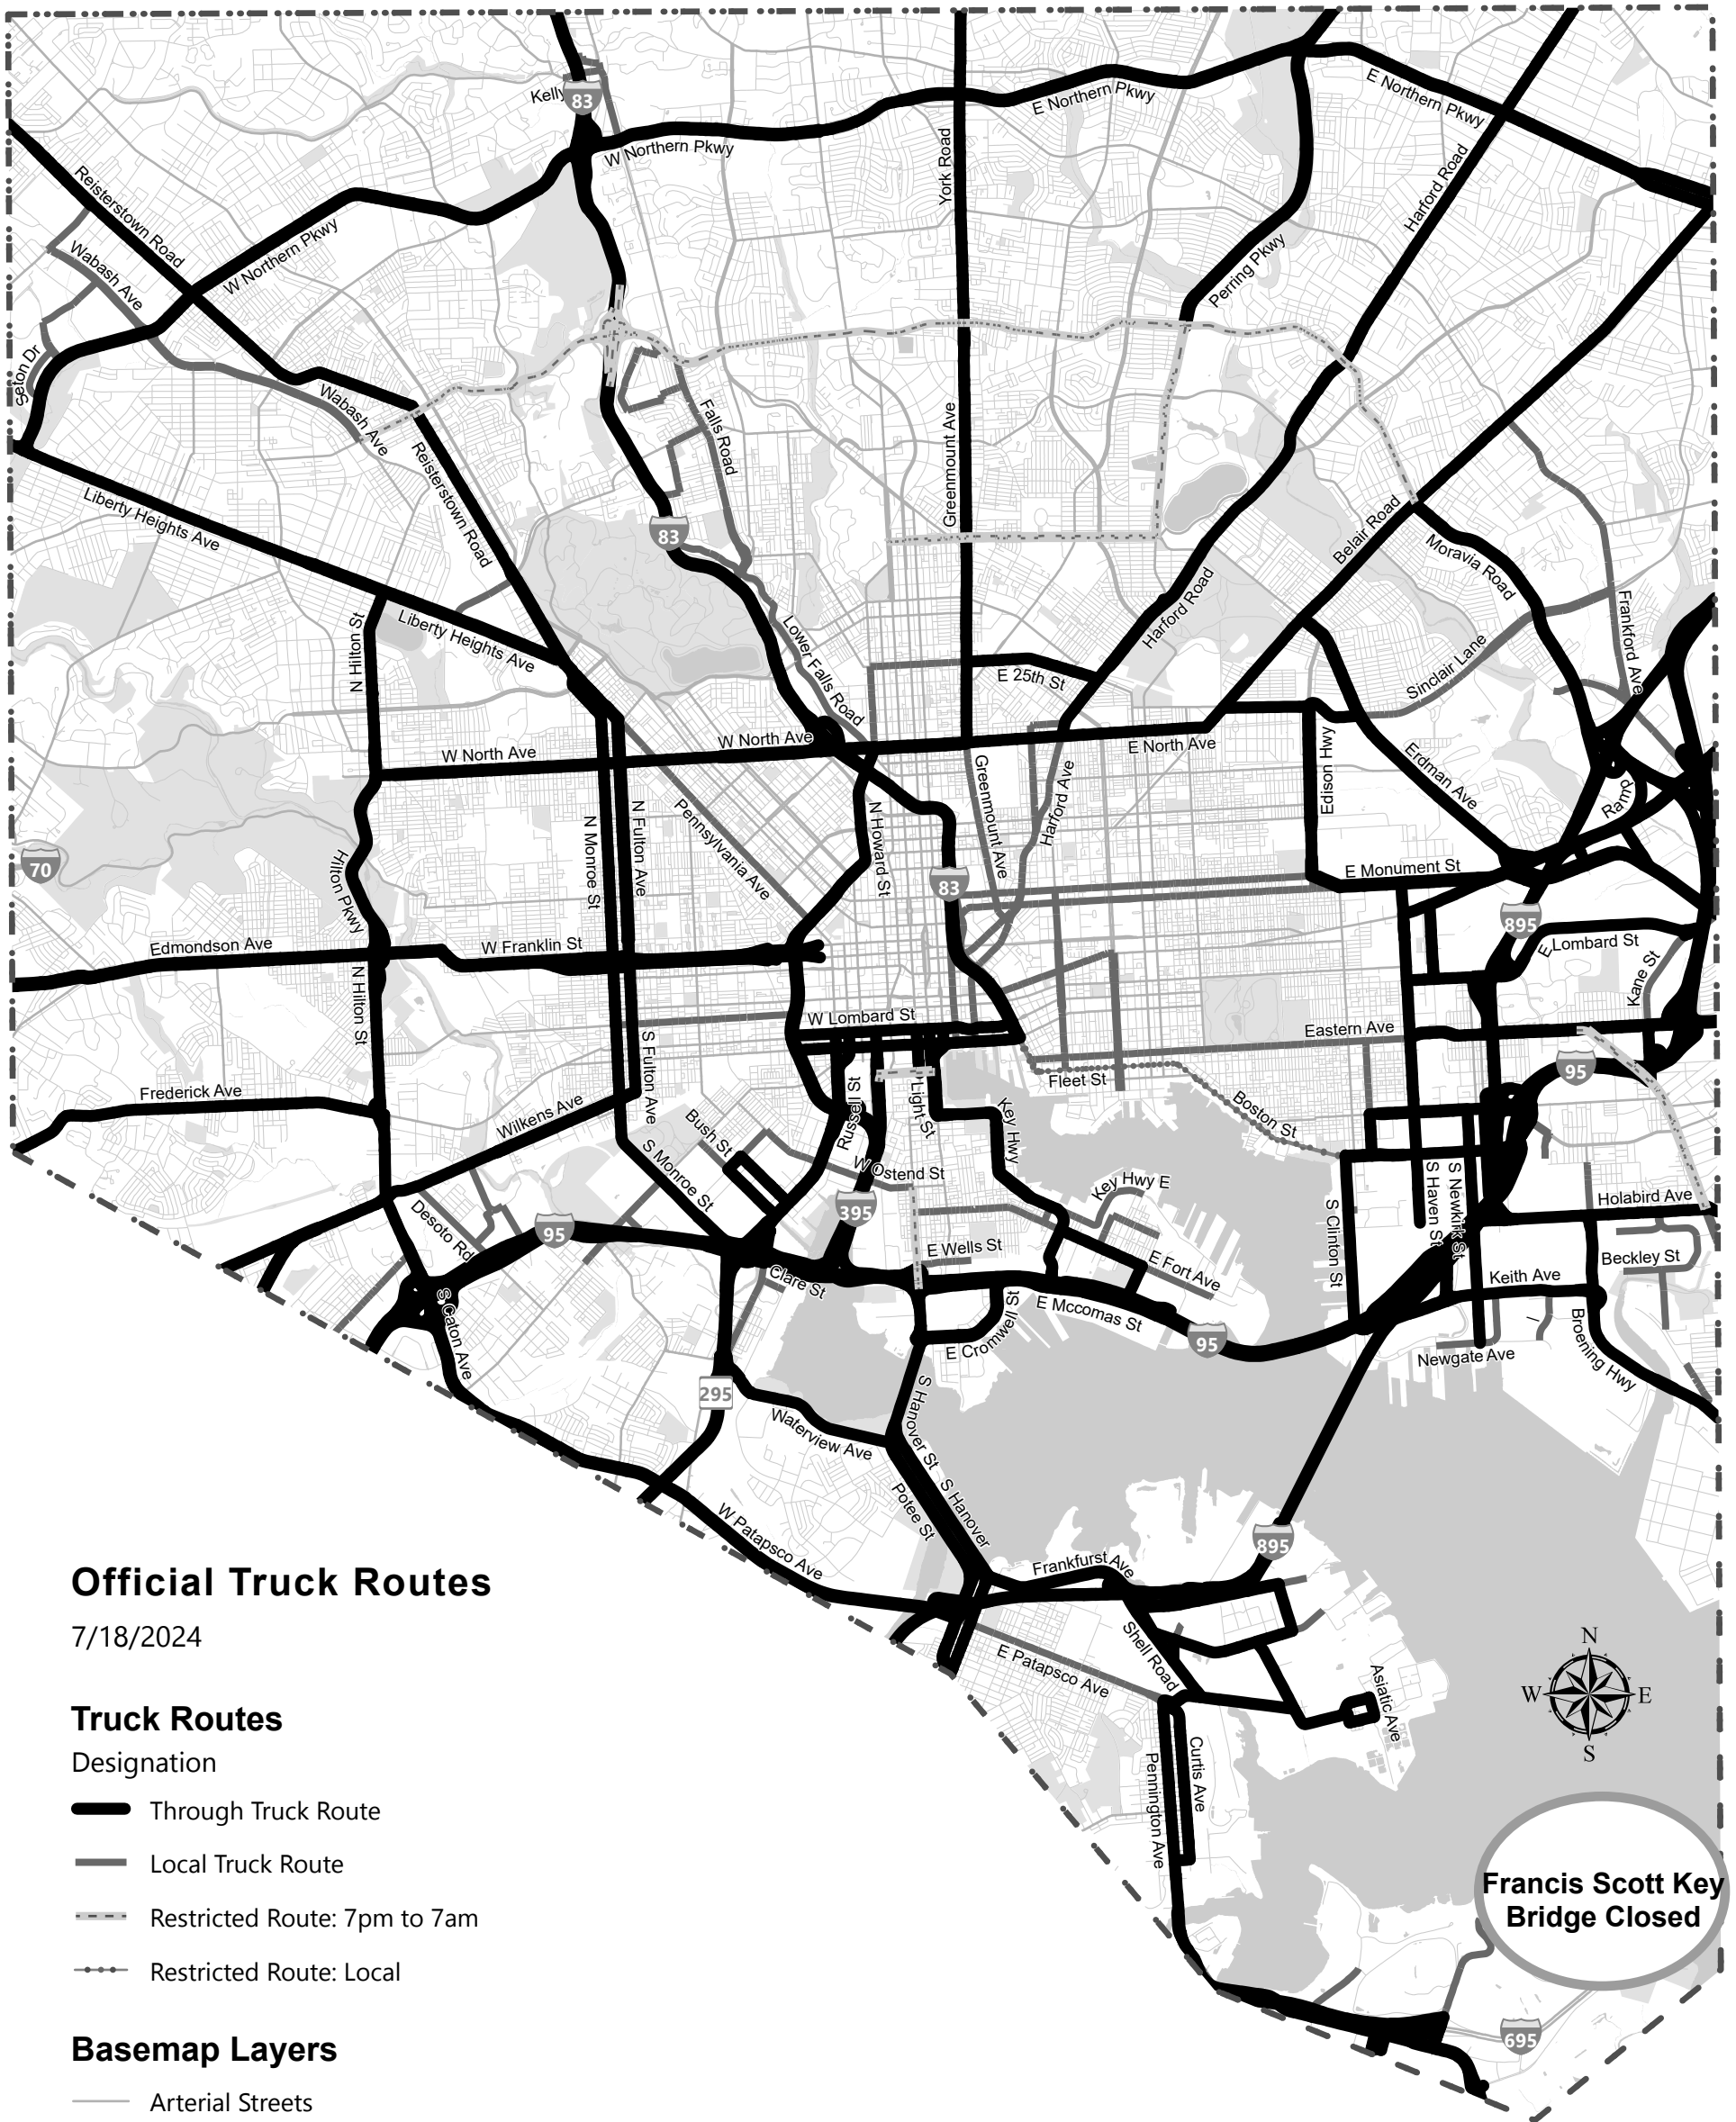 Kelly
83
W Northern Pkwy
E Northern Pkwy
E Northern Pkwy
York Road
Harford Road
Reisterstown Road
Wabash Ave
W Northern Pkwy
Perring Pkwy
Seton Dr
Wabash Ave
Falls Road
Greenmount Ave
Reisterstown Road
Liberty Heights Ave
83
Belair Road
Moravia Road
Harford Road
Frankford Ave
N Hilton St
Liberty Heights Ave
Lower Falls Road
E 25th St
Sinclair Lane
W North Ave
W North Ave
E North Ave
Edison Hwy
Erdman Ave
Ramp
Greenmount Ave
Harford Ave
N Monroe St
N Fulton Ave
Pennsylvania Ave
N Howard St
70
Hilton Pkwy
83
E Monument St
895
Edmondson Ave
W Franklin St
E Lombard St
Kane St
N Hilton St
W Lombard St
Eastern Ave
S Fulton Ave
95
Fleet St
Frederick Ave
Wilkens Ave
Bush St
Russell St
Light St
Key Hwy
Boston St
S Monroe St
W Ostend St
Key Hwy E
S Haven St
S Newkirk St
Holabird Ave
Desoto Rd
95
395
S Clinton St
E Wells St
E Fort Ave
Beckley St
Clare St
Keith Ave
S Caton Ave
E Mccomas St
E Cromwell St
95
Broening Hwy
Newgate Ave
295
Waterview Ave
S Hanover St
S Hanover
Potee St
W Patapsco Ave
895
Frankfurst Ave
Shell Road
E Patapsco Ave
Asiatic Ave
Curtis Ave
Pennington Ave
N
W
E
S
Francis Scott Key
Bridge Closed
695
Official Truck Routes
7/18/2024
Truck Routes
Designation
Through Truck Route
Local Truck Route
Restricted Route: 7pm to 7am
Restricted Route: Local
Basemap Layers
Arterial Streets